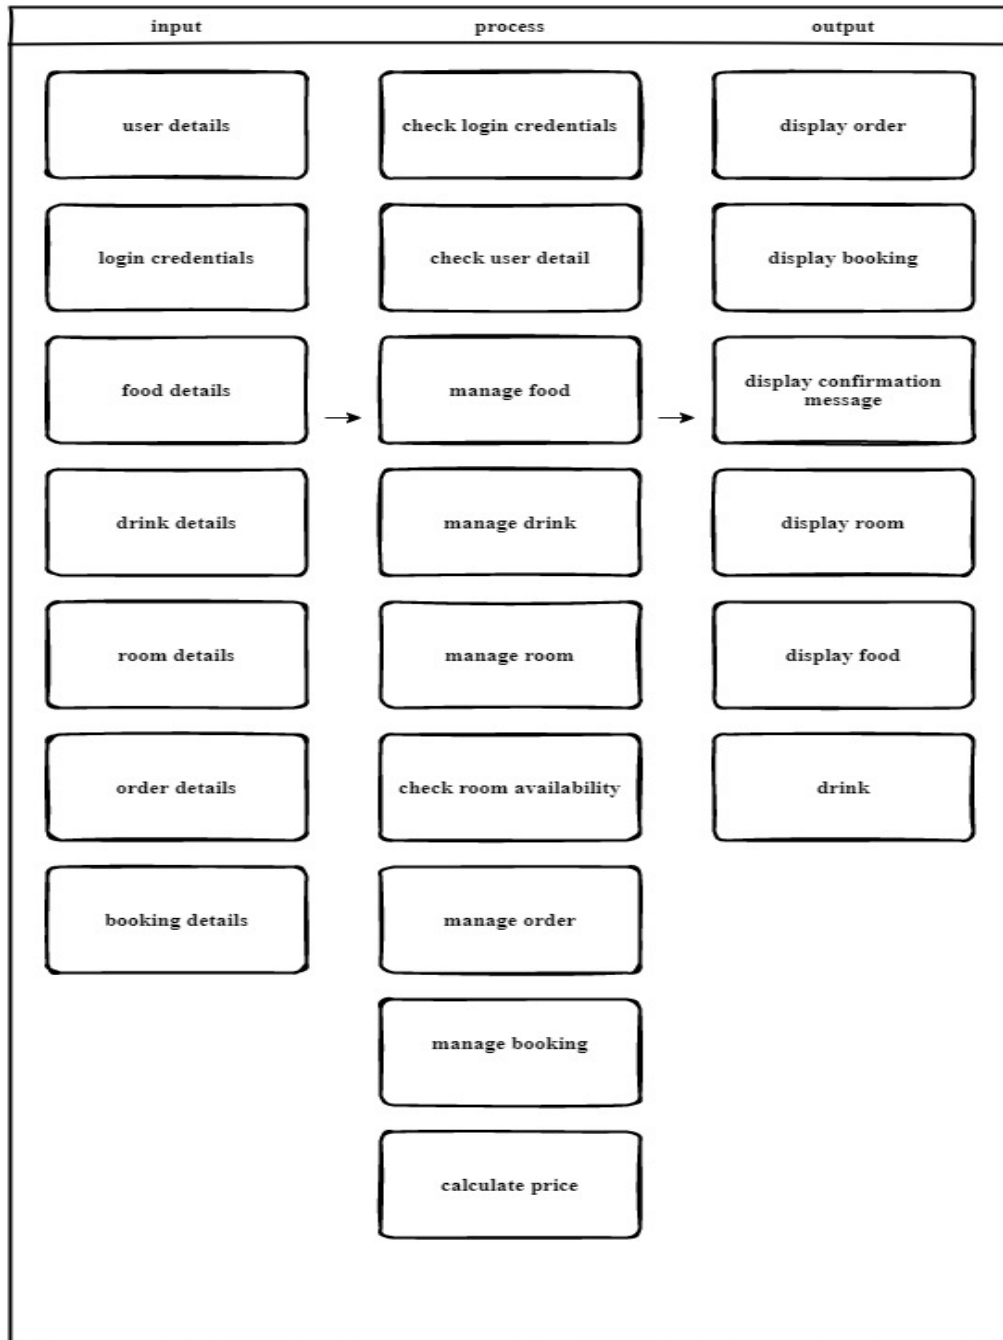 input
process
output
user details
check login credentials
display order
login credentials
check user detail
display booking
food details
manage food
display confirmation
message
drink details
manage drink
display room
room details
manage room
display food
order details
check room availability
drink
booking details
manage order
manage booking
calculate price